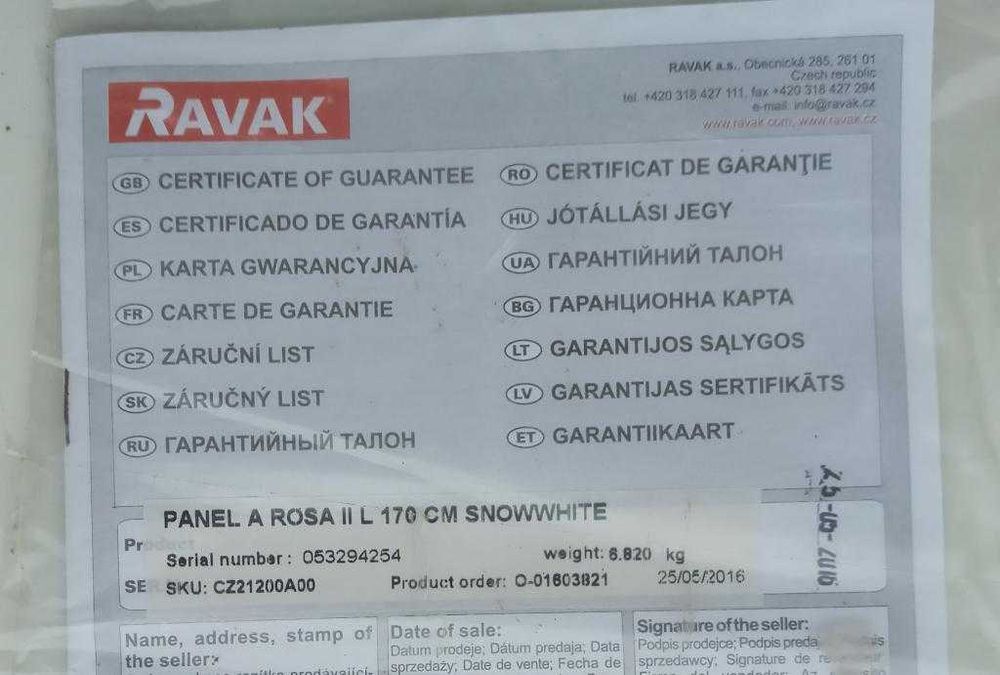 RAVAK
RAVAK a.s., Obecnická 285, 261 01
Czech republic
tel. +420 318 427 111, fax +420 318 427 294
e-mail: info@ravak.cz
www.ravak.com, www.ravak.cz
GB CERTIFICATE OF GUARANTEE
ES CERTIFICADO DE GARANTÍA
PL KARTA GWARANCYJNA
FR CARTE DE GARANTIE
CZ ZÁRUČNÍ LIST
SK ZÁRUČNÝ LIST
RU ГАРАНТИЙНЫЙ ТАЛОН
RO CERTIFICAT DE GARANŢIE
HU JÓTÁLLÁSI JEGY
UA ГАРАНТІЙНИЙ ТАЛОН
BG ГАРАНЦИОННА КАРТА
LT GARANTIJOS SĄLYGOS
LV GARANTIJAS SERTIFIKĀTS
ET GARANTIIKAART
PANEL A ROSA II L 170 CM SNOWWHITE
Serial number: 053294254 weight: 6.820 kg
SKU: CZ21200A00 Product order: O-01603821 25/05/2016
Name, address, stamp of
the seller:
Date of sale:
Datum prodeje; Dátum predaja; Data
sprzedaży; Date de vente; Fecha de
Signature of the seller:
Podpis prodejce; Podpis
sprzedawcy; Signature de